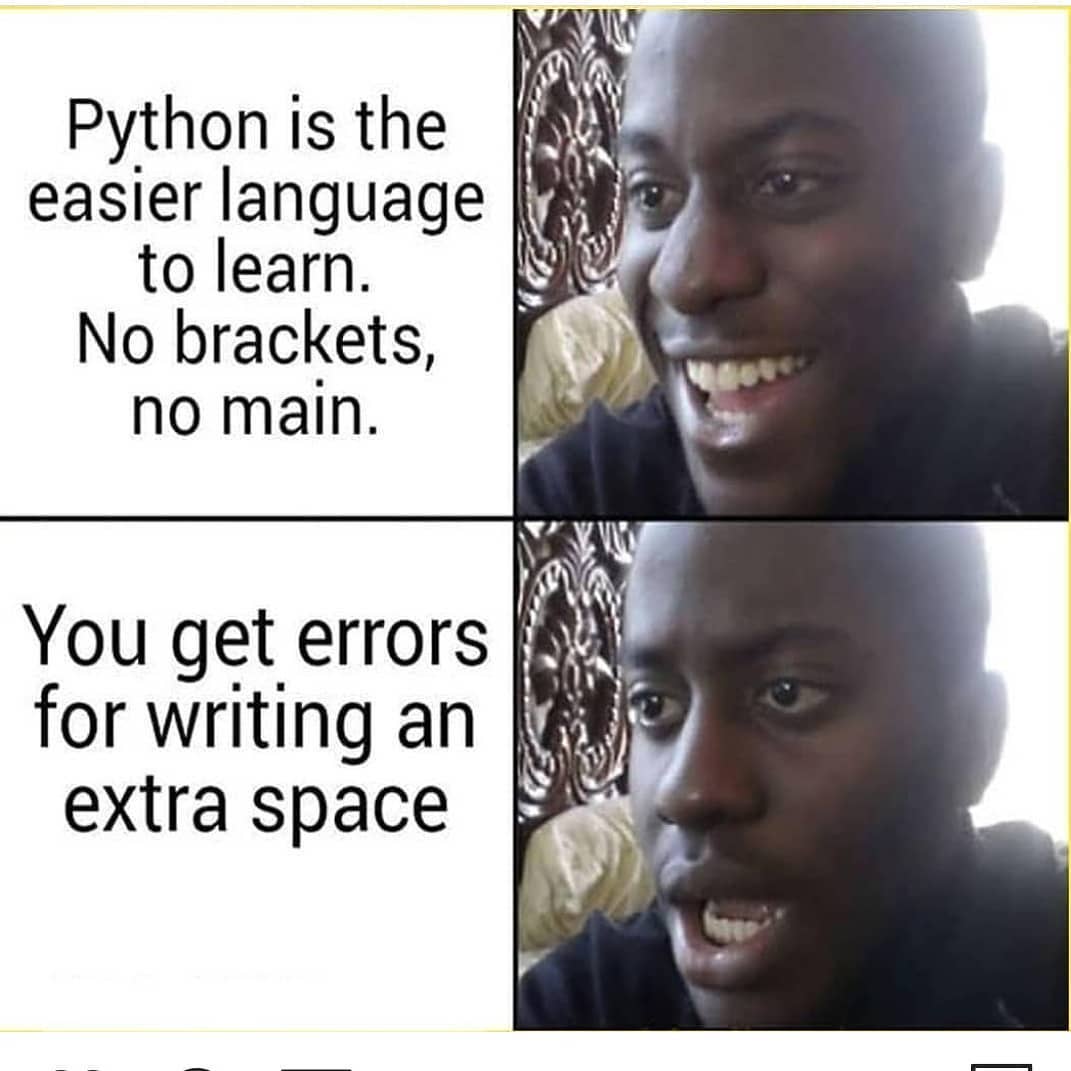 Python is the
easier language
to learn.
No brackets,
no main.
You get errors
for writing an
extra space